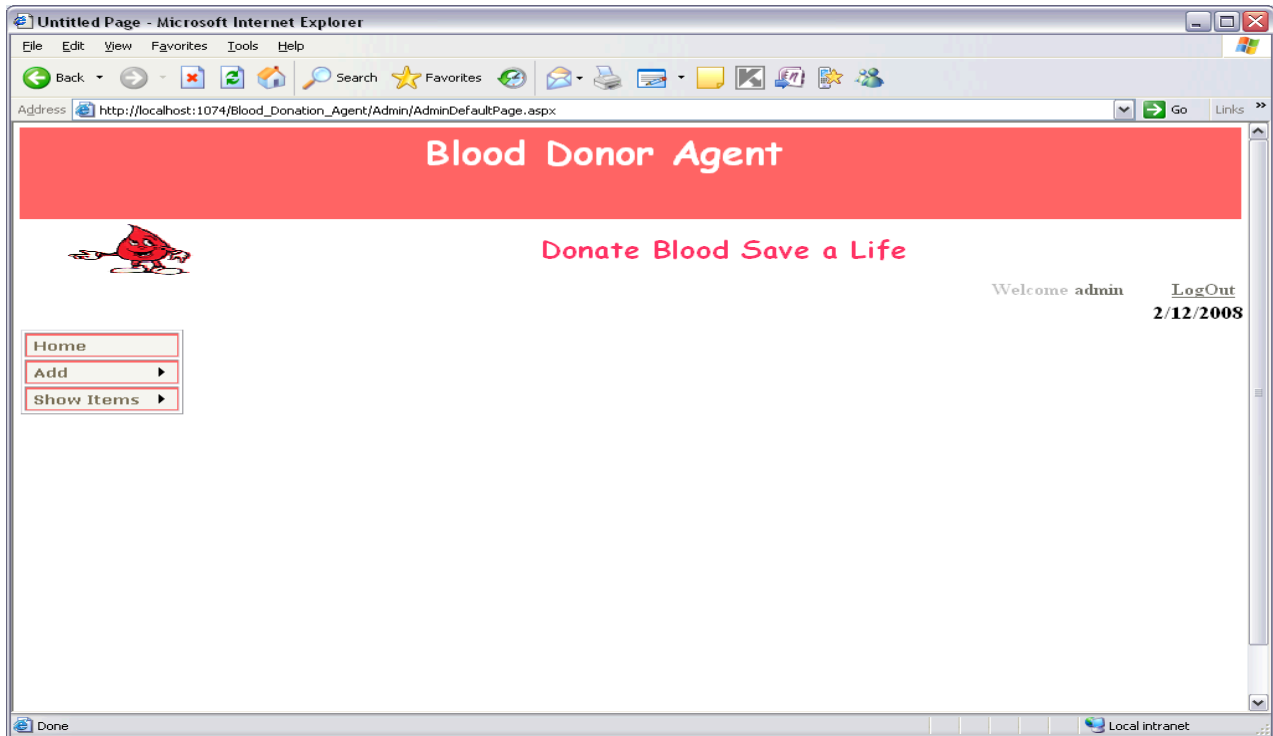 Untitled Page - Microsoft Internet Explorer
File Edit View Favorites Tools Help
Back Search Favorites
Address http://localhost:1074/Blood_Donation_Agent/Admin/AdminDefaultPage.aspx Go Links »
Blood Donor Agent
Donate Blood Save a Life
Welcome admin LogOut
2/12/2008
Home
Add
Show Items
Done Local intranet